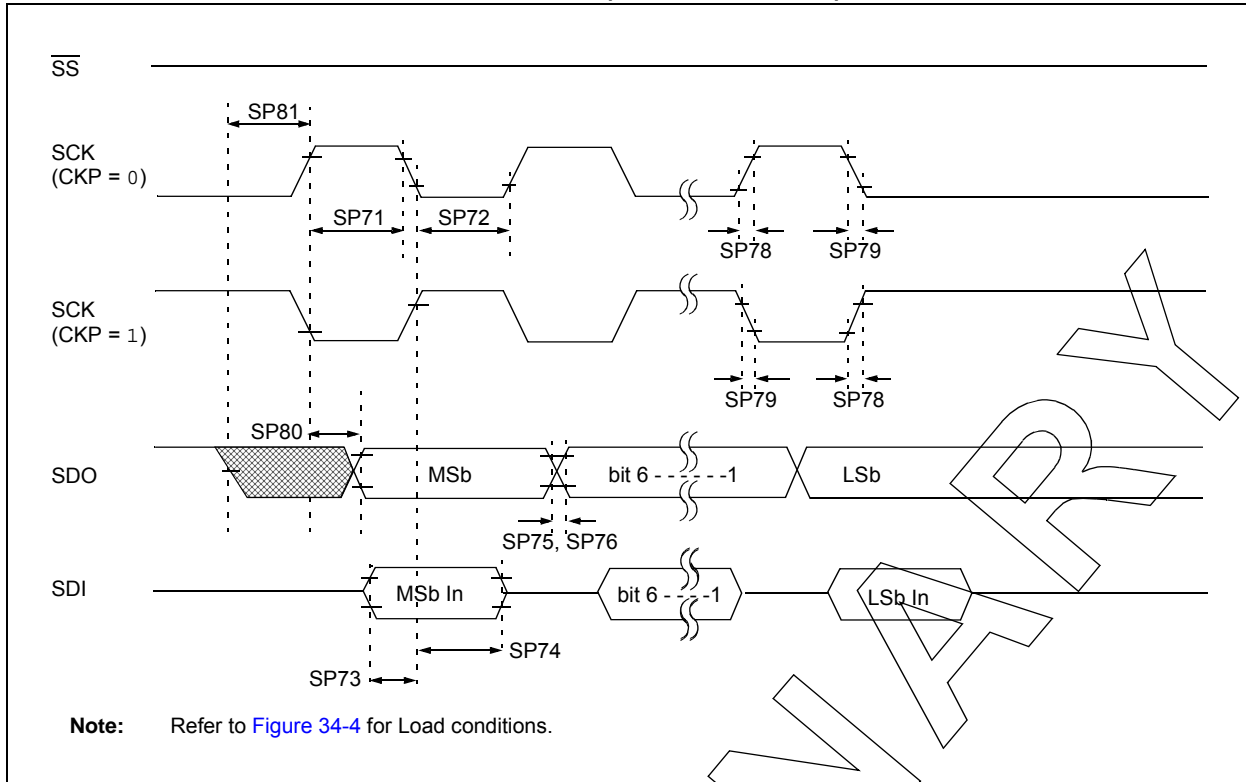 SS
SP81
SCK
(CKP = 0)
SP71 SP72
SP78 SP79
SCK
(CKP = 1)
SP79 SP78
SP80
SDO MSb bit 6 - - - - - -1 LSb
SP75, SP76
SDI MSb In bit 6 - - - -1 LSb In
SP74
SP73
Note: Refer to Figure 34-4 for Load conditions.
A R Y